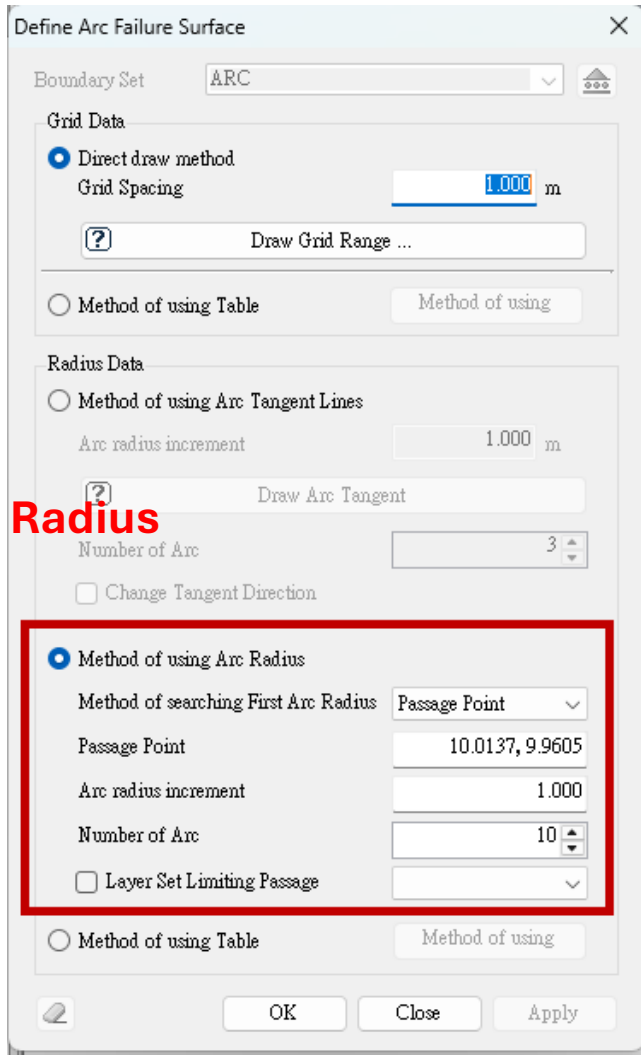 Define Arc Failure Surface
Boundary Set ARC
Grid Data
Direct draw method
Grid Spacing 1.000 m
? Draw Grid Range ...
Method of using Table Method of using
Radius Data
Method of using Arc Tangent Lines
Arc radius increment 1.000 m
? Draw Arc Tangent
Radius
Number of Arc 3
Change Tangent Direction
Method of using Arc Radius
Method of searching First Arc Radius Passage Point
Passage Point 10.0137, 9.9605
Arc radius increment 1.000
Number of Arc 10
Layer Set Limiting Passage
Method of using Table Method of using
OK Close Apply